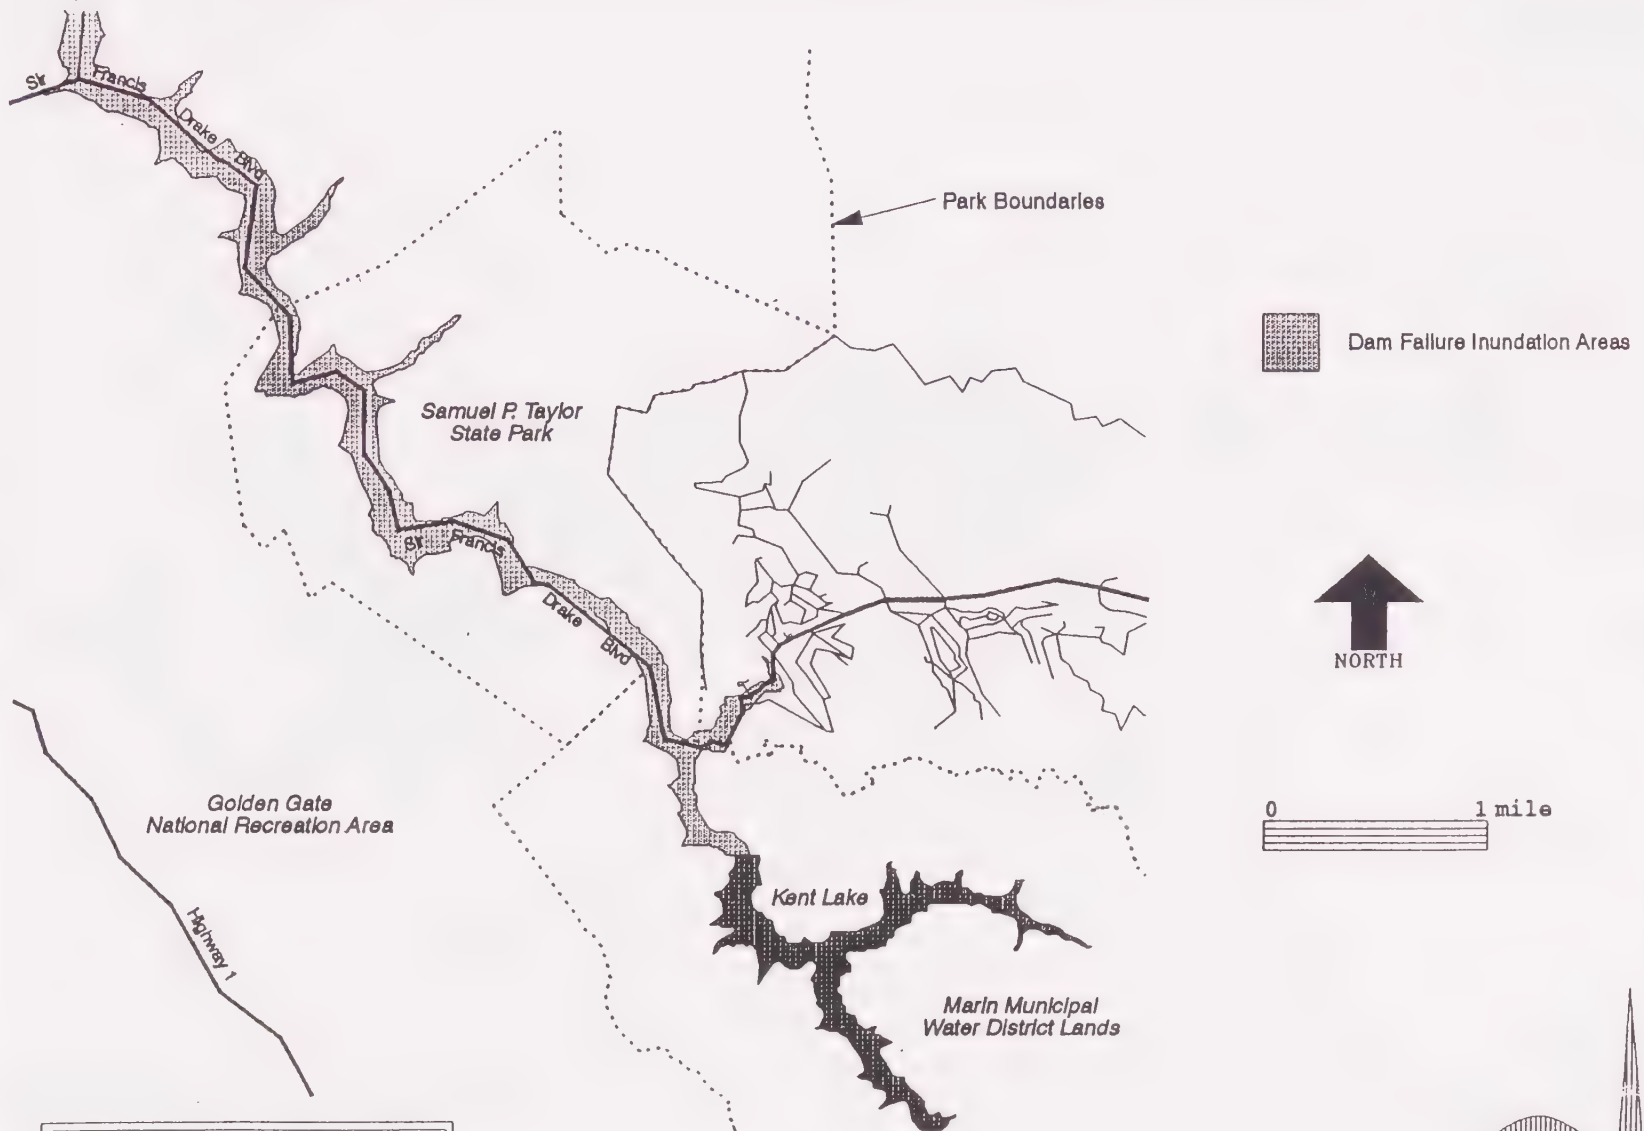 Sir Francis Drake Blvd
Park Boundaries
Dam Failure Inundation Areas
Samuel P. Taylor
State Park
Sir Francis Drake Blvd
NORTH
0 1 mile
Golden Gate
National Recreation Area
Highway 1
Kent Lake
Marin Municipal
Water District Lands